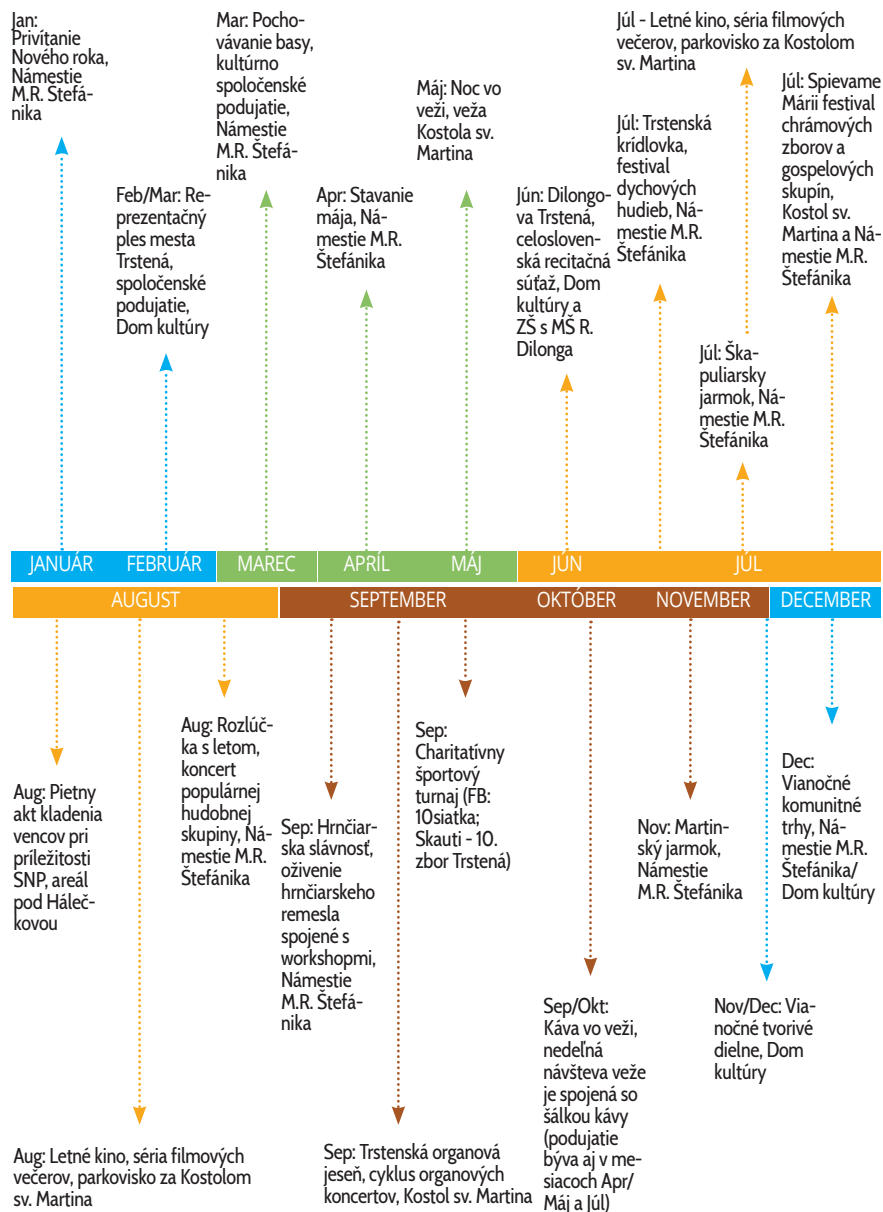 Jan:
Privítanie
Nového roka,
Námestie
M.R. Štefá-
nika
Feb/Mar: Re-
prezentačný
ples mesta
Trstená,
spoločenské
podujatie,
Dom kultúry
Mar: Pocho-
vávanie basy,
kultúrno
spoločenské
podujatie,
Námestie
M.R. Štefá-
nika
Apr: Stavanie
mája, Ná-
mestie M.R.
Štefánika
Máj: Noc vo
veži, veža
Kostola sv.
Martina
Jún: Dilongo-
va Trstená,
celosloven-
ská recitačná
súťaž, Dom
kultúry a
ZŠ s MŠ R.
Dilonga
Júl - Letné kino, séria filmových
večerov, parkovisko za Kostolom
sv. Martina
Júl: Trstenská
krídlovka,
festival
dychových
hudieb, Ná-
mestie M.R.
Štefánika
Júl: Ška-
puliarsky
jarmok, Ná-
mestie M.R.
Štefánika
Júl: Spievame
Márii festival
chrámových
zborov a
gospelových
skupín,
Kostol sv.
Martina a Ná-
mestie M.R.
Štefánika
JANUÁR FEBRUÁR MAREC APRÍL MÁJ JÚN JÚL
AUGUST SEPTEMBER OKTÓBER NOVEMBER DECEMBER
Aug: Pietny
akt kladenia
vencov pri
príležitosti
SNP, areál
pod Háleč-
kovou
Aug: Letné kino, séria filmových
večerov, parkovisko za Kostolom
sv. Martina
Aug: Rozlúč-
ka s letom,
koncert
populárnej
hudobnej
skupiny, Ná-
mestie M.R.
Štefánika
Sep: Hrnčiar-
ska slávnosť,
oživenie
hrnčiarskeho
remesla
spojené s
workshopmi,
Námestie
M.R. Štefá-
nika
Sep: Trstenská organová
jeseň, cyklus organových
koncertov, Kostol sv. Martina
Sep:
Charitatívny
športový
turnaj (FB:
10siatka;
Skauti - 10.
zbor Trstená)
Sep/Okt:
Káva vo veži,
nedeľná
návšteva veže
je spojená so
šálkou kávy
(podujatie
býva aj v me-
siacoch Apr/
Máj a Júl)
Nov: Martin-
ský jarmok,
Námestie
M.R. Štefánika
Nov/Dec: Via-
nočné tvorivé
dielne, Dom
kultúry
Dec:
Vianočné
komunitné
trhy, Ná-
mestie M.R.
Štefánika/
Dom kultúry